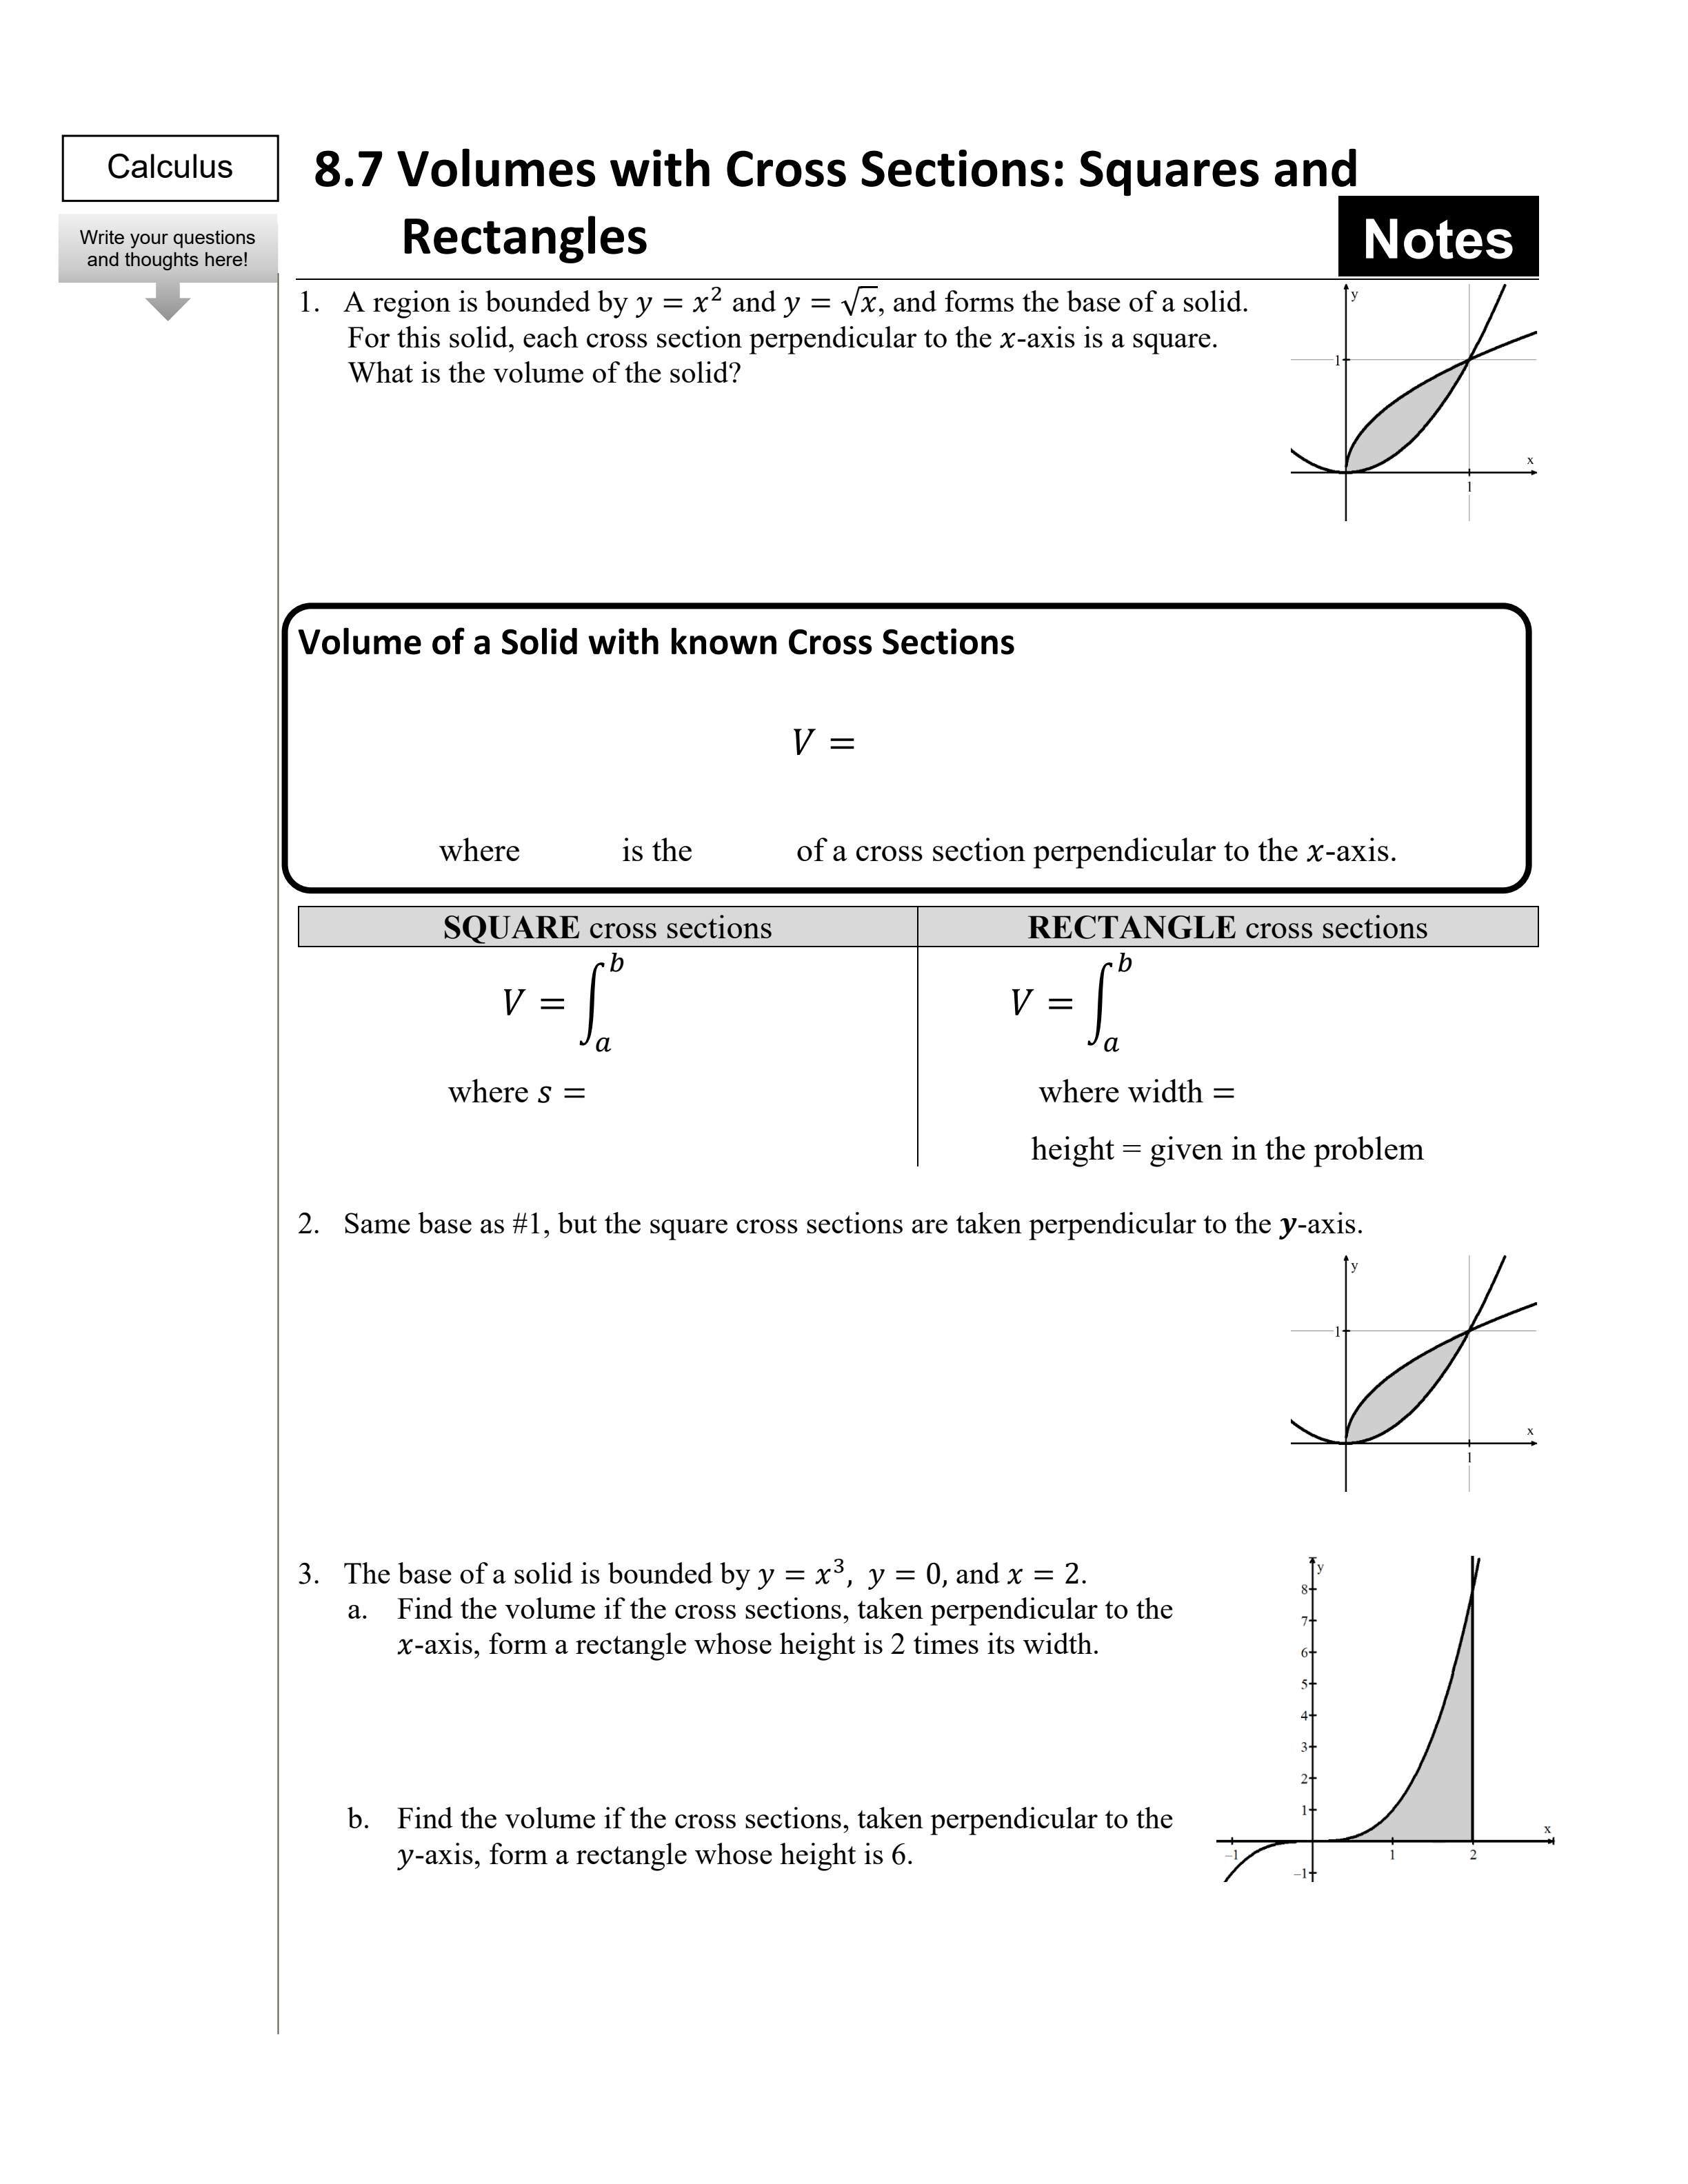 Calculus
Write your questions
and thoughts here!
8.7 Volumes with Cross Sections: Squares and
Rectangles
Notes
1. A region is bounded by 𝑦 = 𝑥² and 𝑦 = √𝑥, and forms the base of a solid.
For this solid, each cross section perpendicular to the 𝑥-axis is a square.
What is the volume of the solid?
y
1
x
1
Volume of a Solid with known Cross Sections
𝑉 =
where is the of a cross section perpendicular to the 𝑥-axis.
SQUARE cross sections
𝑉 = ∫ₐᵇ
where 𝑠 =
RECTANGLE cross sections
𝑉 = ∫ₐᵇ
where width =
height = given in the problem
2. Same base as #1, but the square cross sections are taken perpendicular to the 𝒚-axis.
y
1
x
1
3. The base of a solid is bounded by 𝑦 = 𝑥³, 𝑦 = 0, and 𝑥 = 2.
a. Find the volume if the cross sections, taken perpendicular to the
𝑥-axis, form a rectangle whose height is 2 times its width.
b. Find the volume if the cross sections, taken perpendicular to the
𝑦-axis, form a rectangle whose height is 6.
y
8
7
6
5
4
3
2
1
x
–1 1 2
–1